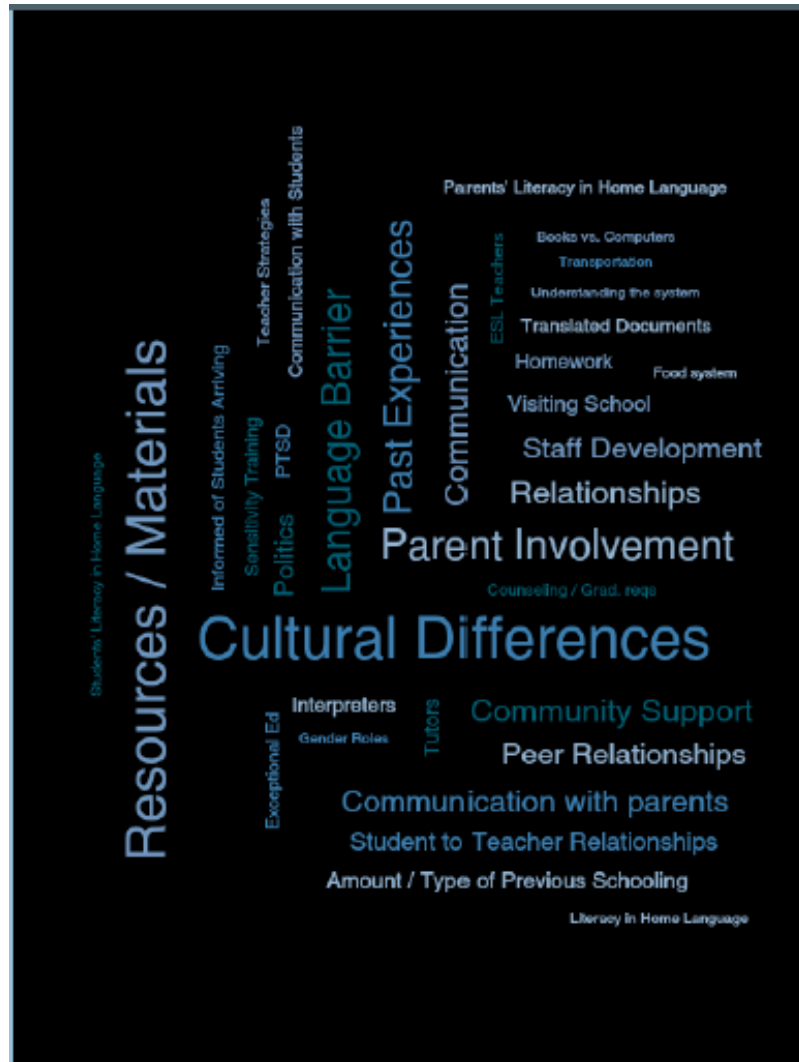 Students' Literacy in Home Language
Resources / Materials
Informed of Students Arriving
Sensitivity Training
Teacher Strategies
Politics
PTSD
Communication with Students
Language Barrier
Past Experiences
Communication
ESL Teachers
Parents' Literacy in Home Language
Books vs. Computers
Transportation
Understanding the system
Translated Documents
Homework
Food system
Visiting School
Staff Development
Relationships
Parent Involvement
Counseling / Grad. reqs
Cultural Differences
Interpreters
Gender Roles
Exceptional Ed
Tutors
Community Support
Peer Relationships
Communication with parents
Student to Teacher Relationships
Amount / Type of Previous Schooling
Literacy in Home Language